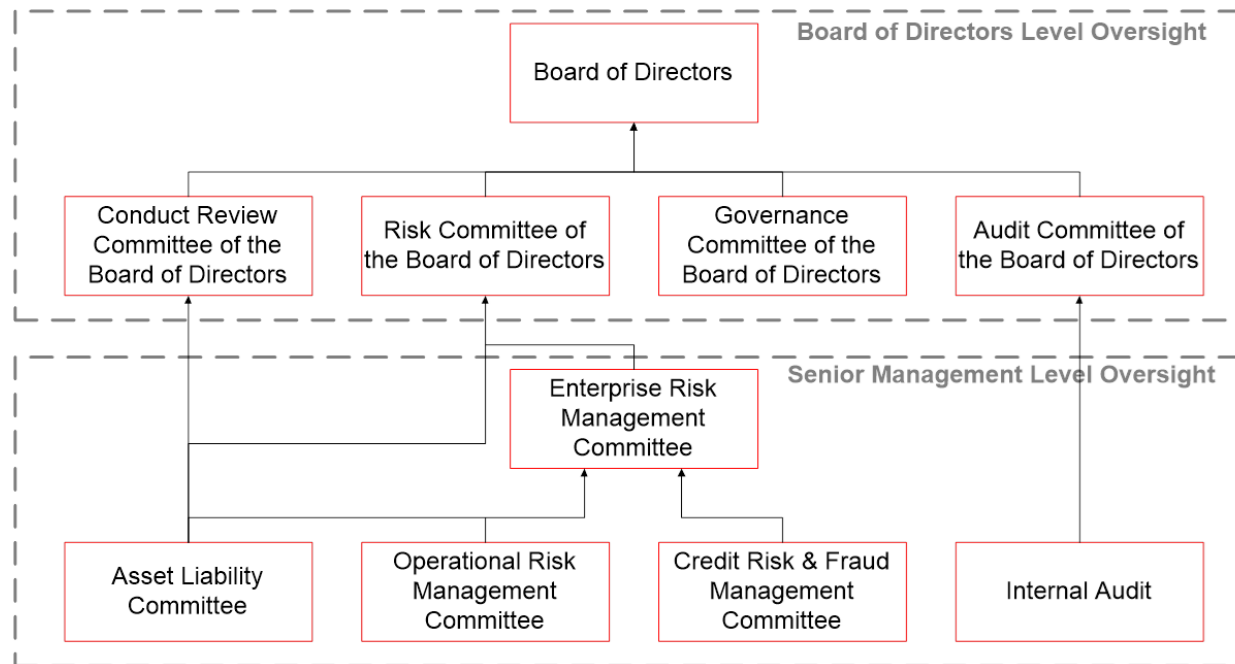 Board of Directors Level Oversight
Board of Directors
Conduct Review
Committee of the
Board of Directors
Risk Committee of
the Board of Directors
Governance
Committee of the
Board of Directors
Audit Committee of
the Board of Directors
Senior Management Level Oversight
Enterprise Risk
Management
Committee
Asset Liability
Committee
Operational Risk
Management
Committee
Credit Risk & Fraud
Management
Committee
Internal Audit